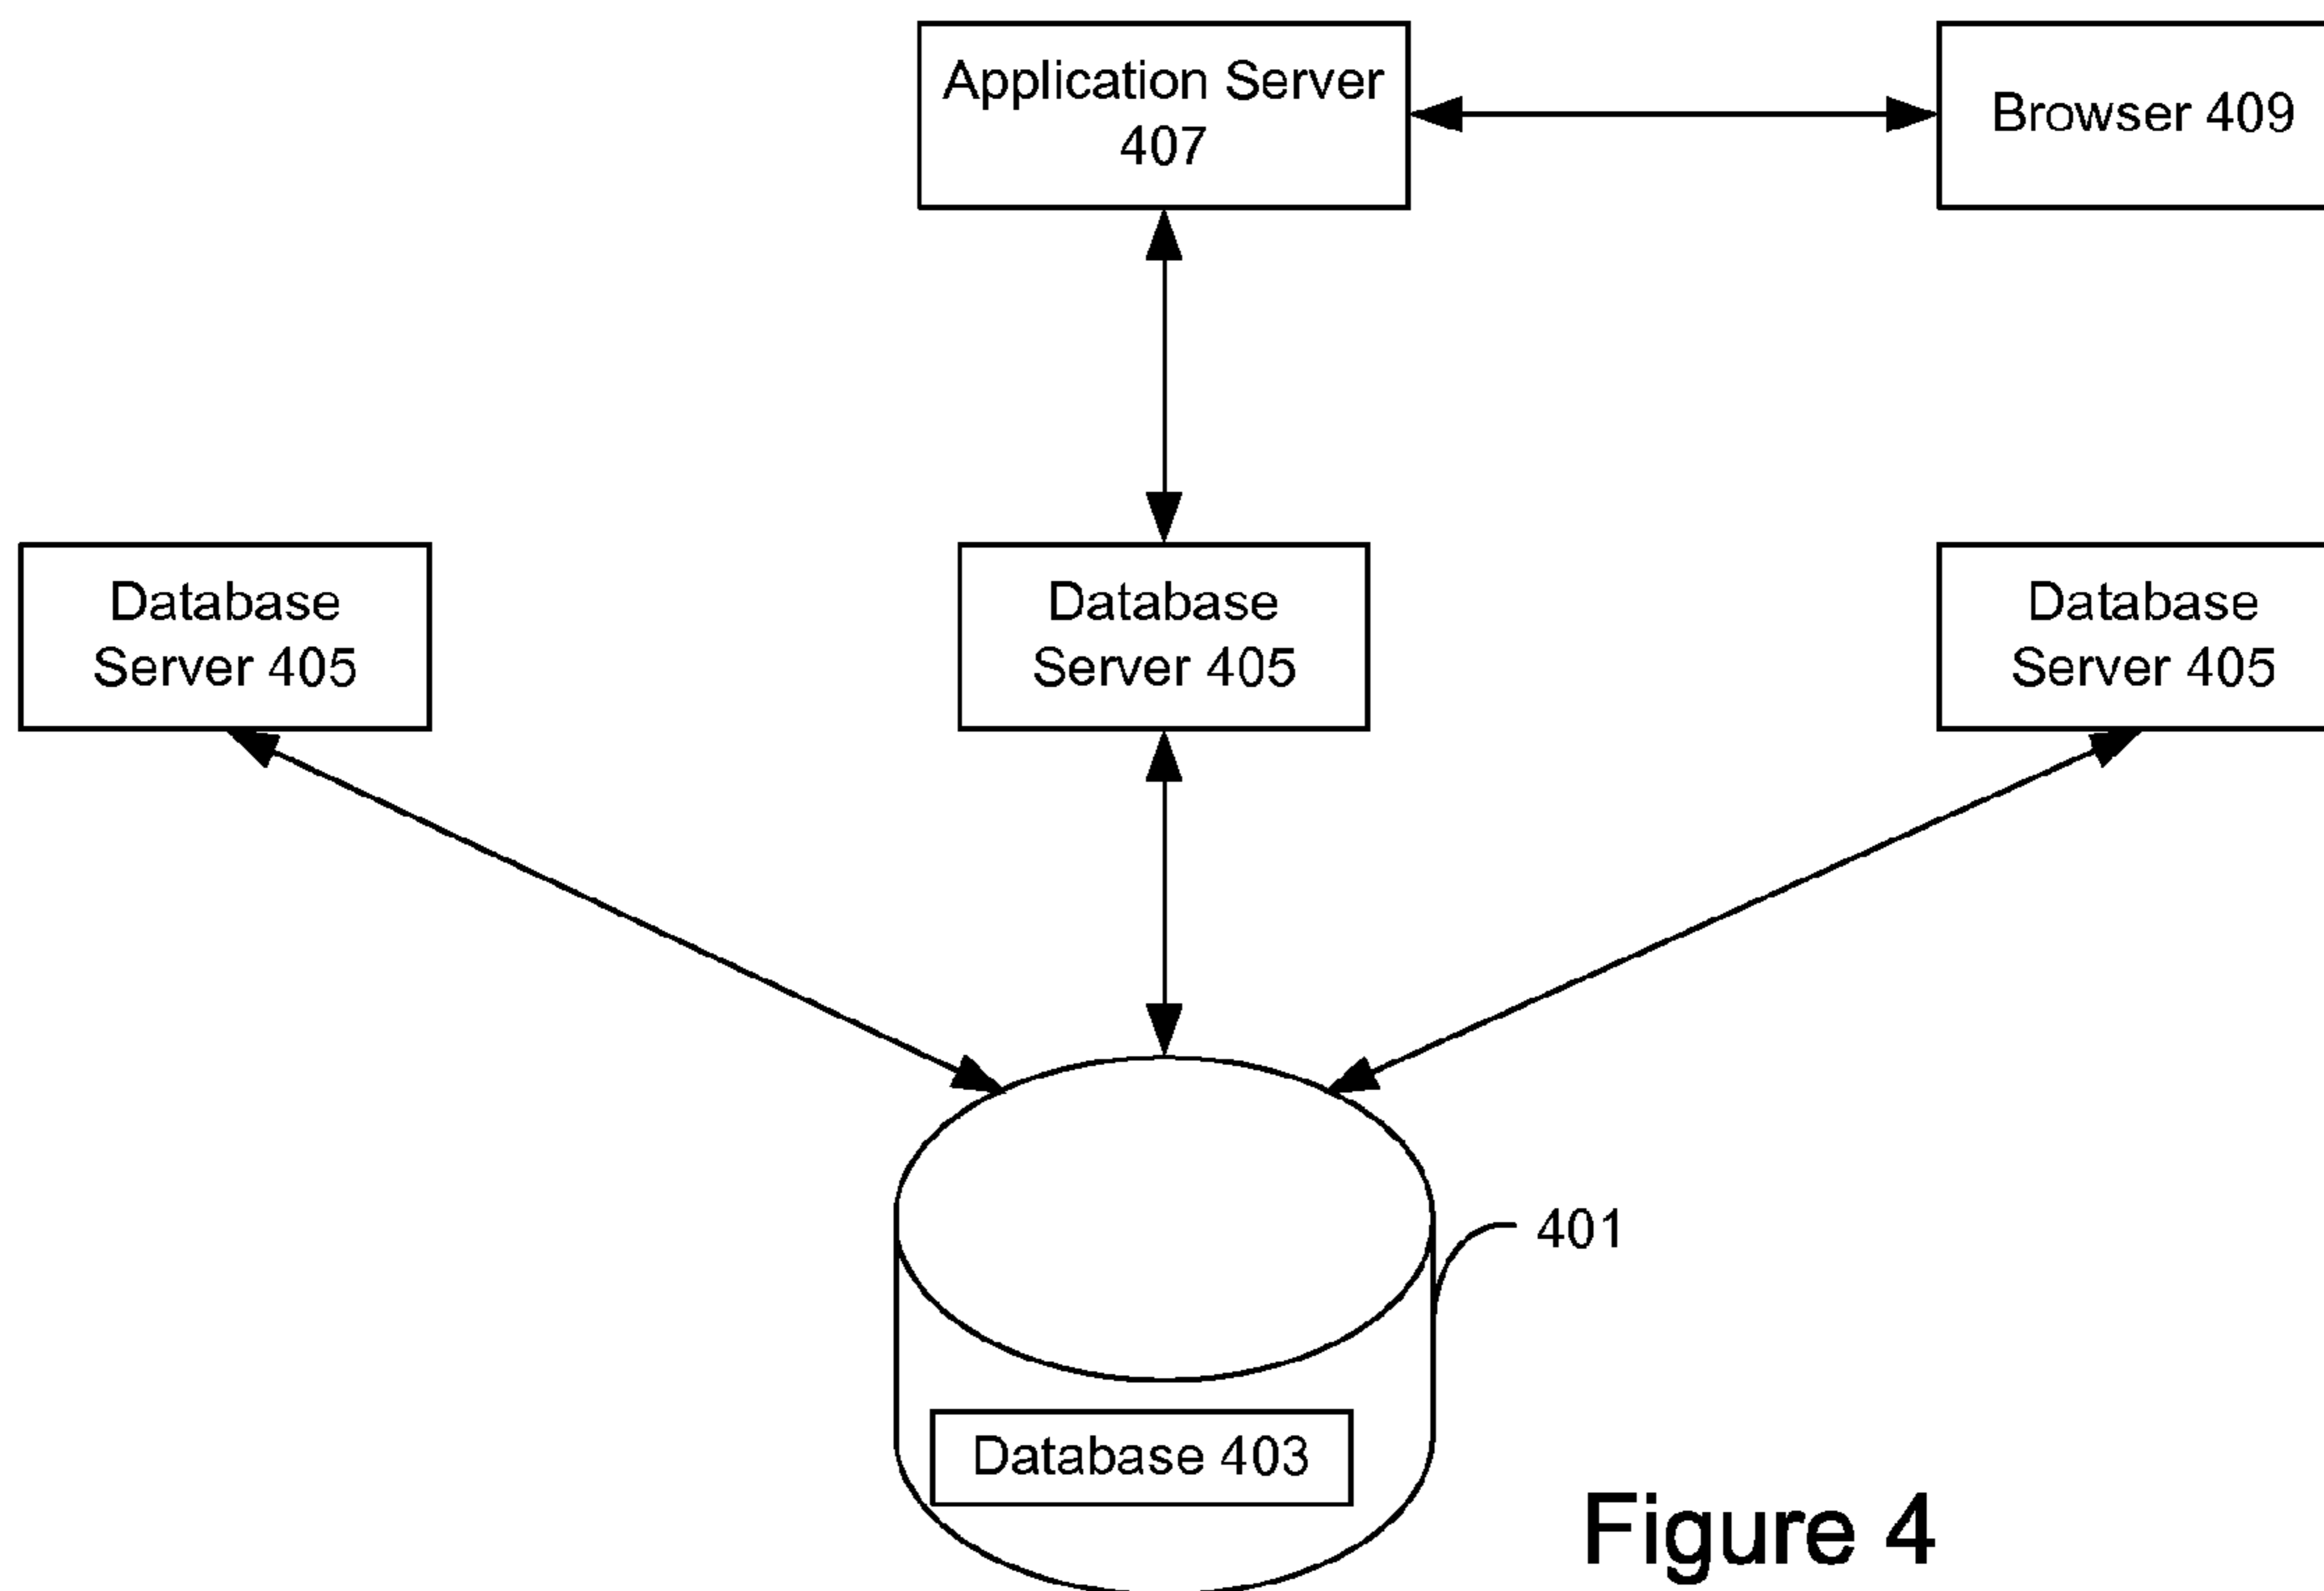 Application Server
407
Browser 409
Database
Server 405
Database
Server 405
Database
Server 405
401
Database 403
Figure 4